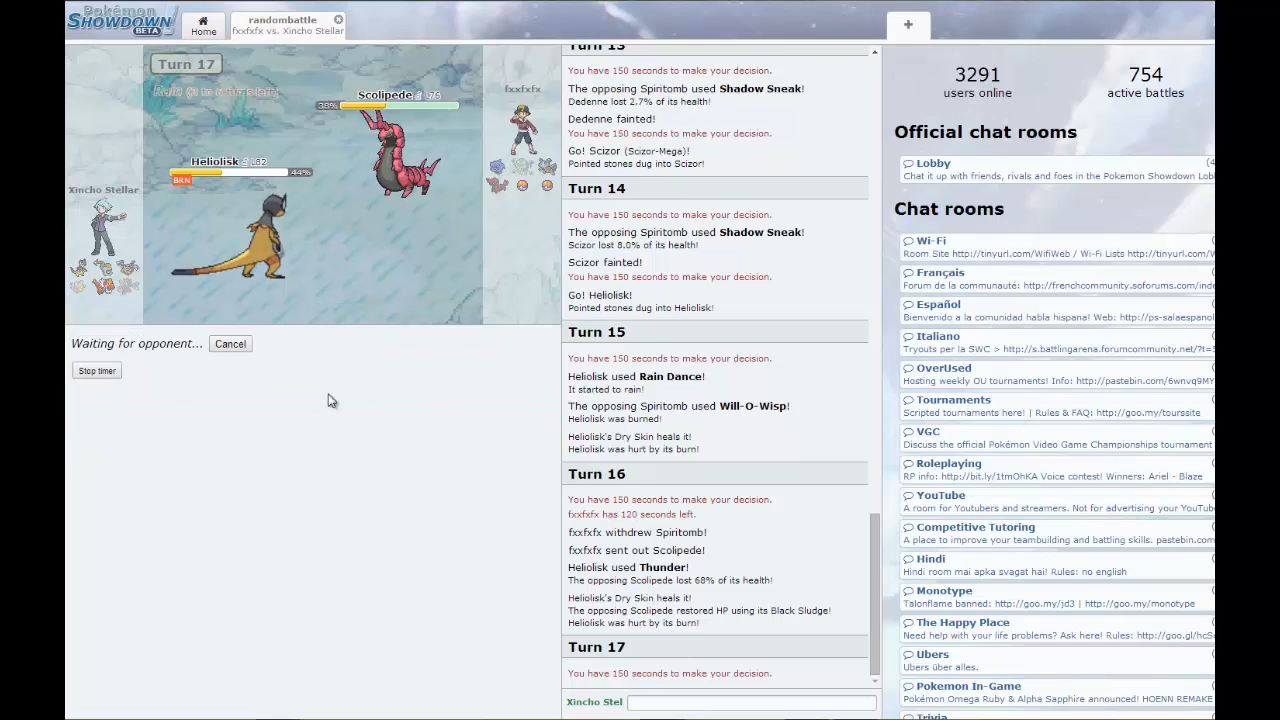 Pokémon
SHOWDOWN
BETA
Home
randombattle
fxxfxfx vs. Xincho Stellar
+
Turn 17
Scolipede
38%
Heliolisk
L82
44%
BRN
Xincho Stellar
fxxfxfx
Waiting for opponent... Cancel
Stop timer
Turn 13
You have 150 seconds to make your decision.
The opposing Spiritomb used Shadow Sneak!
Dedenne lost 2.7% of its health!
Dedenne fainted!
You have 150 seconds to make your decision.
Go! Scizor (Scizor-Mega)!
Pointed stones dug into Scizor!
Turn 14
You have 150 seconds to make your decision.
The opposing Spiritomb used Shadow Sneak!
Scizor lost 8.0% of its health!
Scizor fainted!
You have 150 seconds to make your decision.
Go! Heliolisk!
Pointed stones dug into Heliolisk!
Turn 15
You have 150 seconds to make your decision.
Heliolisk used Rain Dance!
It started to rain!
The opposing Spiritomb used Will-O-Wisp!
Heliolisk was burned!
Heliolisk's Dry Skin heals it!
Heliolisk was hurt by its burn!
Turn 16
You have 150 seconds to make your decision.
fxxfxfx has 120 seconds left.
fxxfxfx withdrew Spiritomb!
fxxfxfx sent out Scolipede!
Heliolisk used Thunder!
The opposing Scolipede lost 68% of its health!
Heliolisk's Dry Skin heals it!
The opposing Scolipede restored HP using its Black Sludge!
Heliolisk was hurt by its burn!
Turn 17
You have 150 seconds to make your decision.
Xincho Stel
3291
users online
754
active battles
Official chat rooms
Lobby (4
Chat it up with friends, rivals and foes in the Pokemon Showdown Lob
Chat rooms
Wi-Fi
Room Site http://tinyurl.com/WifiWeb / Wi-Fi Lists http://tinyurl.com/W
Français
Forum de la communauté: http://frenchcommunity.soforums.com/inde
Español
Bienvenido a la comunidad habla hispana! Web: http://ps-salaespanol
Italiano
Tryouts per la SWC > http://s.battlingarena.forumcommunity.net/?t=5
OverUsed
Hosting weekly OU tournaments! Info: http://pastebin.com/6wnvq9MY
Tournaments
Scripted tournaments here! | Rules & FAQ: http://goo.my/tourssite
VGC
Discuss the official Pokémon Video Game Championships tournament
Roleplaying
RP info: http://bit.ly/1tmOhKA Voice contest! Winners: Ariel - Blaze
YouTube
A room for Youtubers and streamers. Not for advertising your YouTub
Competitive Tutoring
A place to improve your teambuilding and battling skills. pastebin.com
Hindi
Hindi room mai apka svagat hai! Rules: no english
Monotype
Talonflame banned: http://goo.my/jd3 | http://goo.my/monotype
The Happy Place
Need help with your life problems? Ask here! Rules: http://goo.gl/hcS
Ubers
Ubers über alles.
Pokemon In-Game
Pokémon Omega Ruby & Alpha Sapphire announced! HOENN REMAKE
Trivia